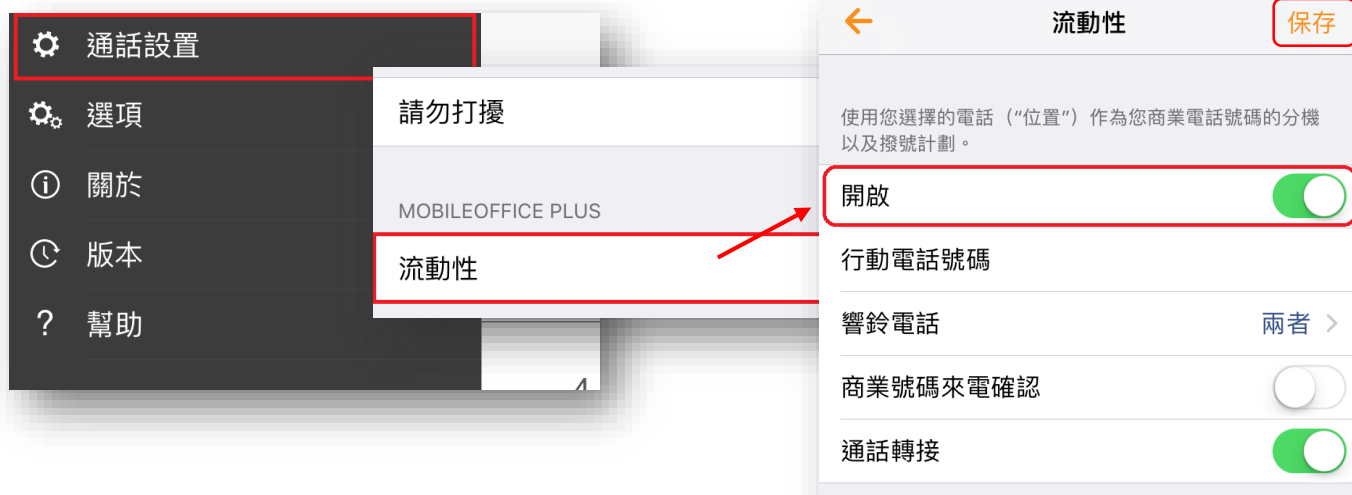 通話設置
選項
關於
版本
? 幫助
請勿打擾
MOBILEOFFICE PLUS
流動性
流動性
保存
使用您選擇的電話（“位置”）作為您商業電話號碼的分機
以及撥號計劃。
開啟
行動電話號碼
響鈴電話 兩者 >
商業號碼來電確認
通話轉接